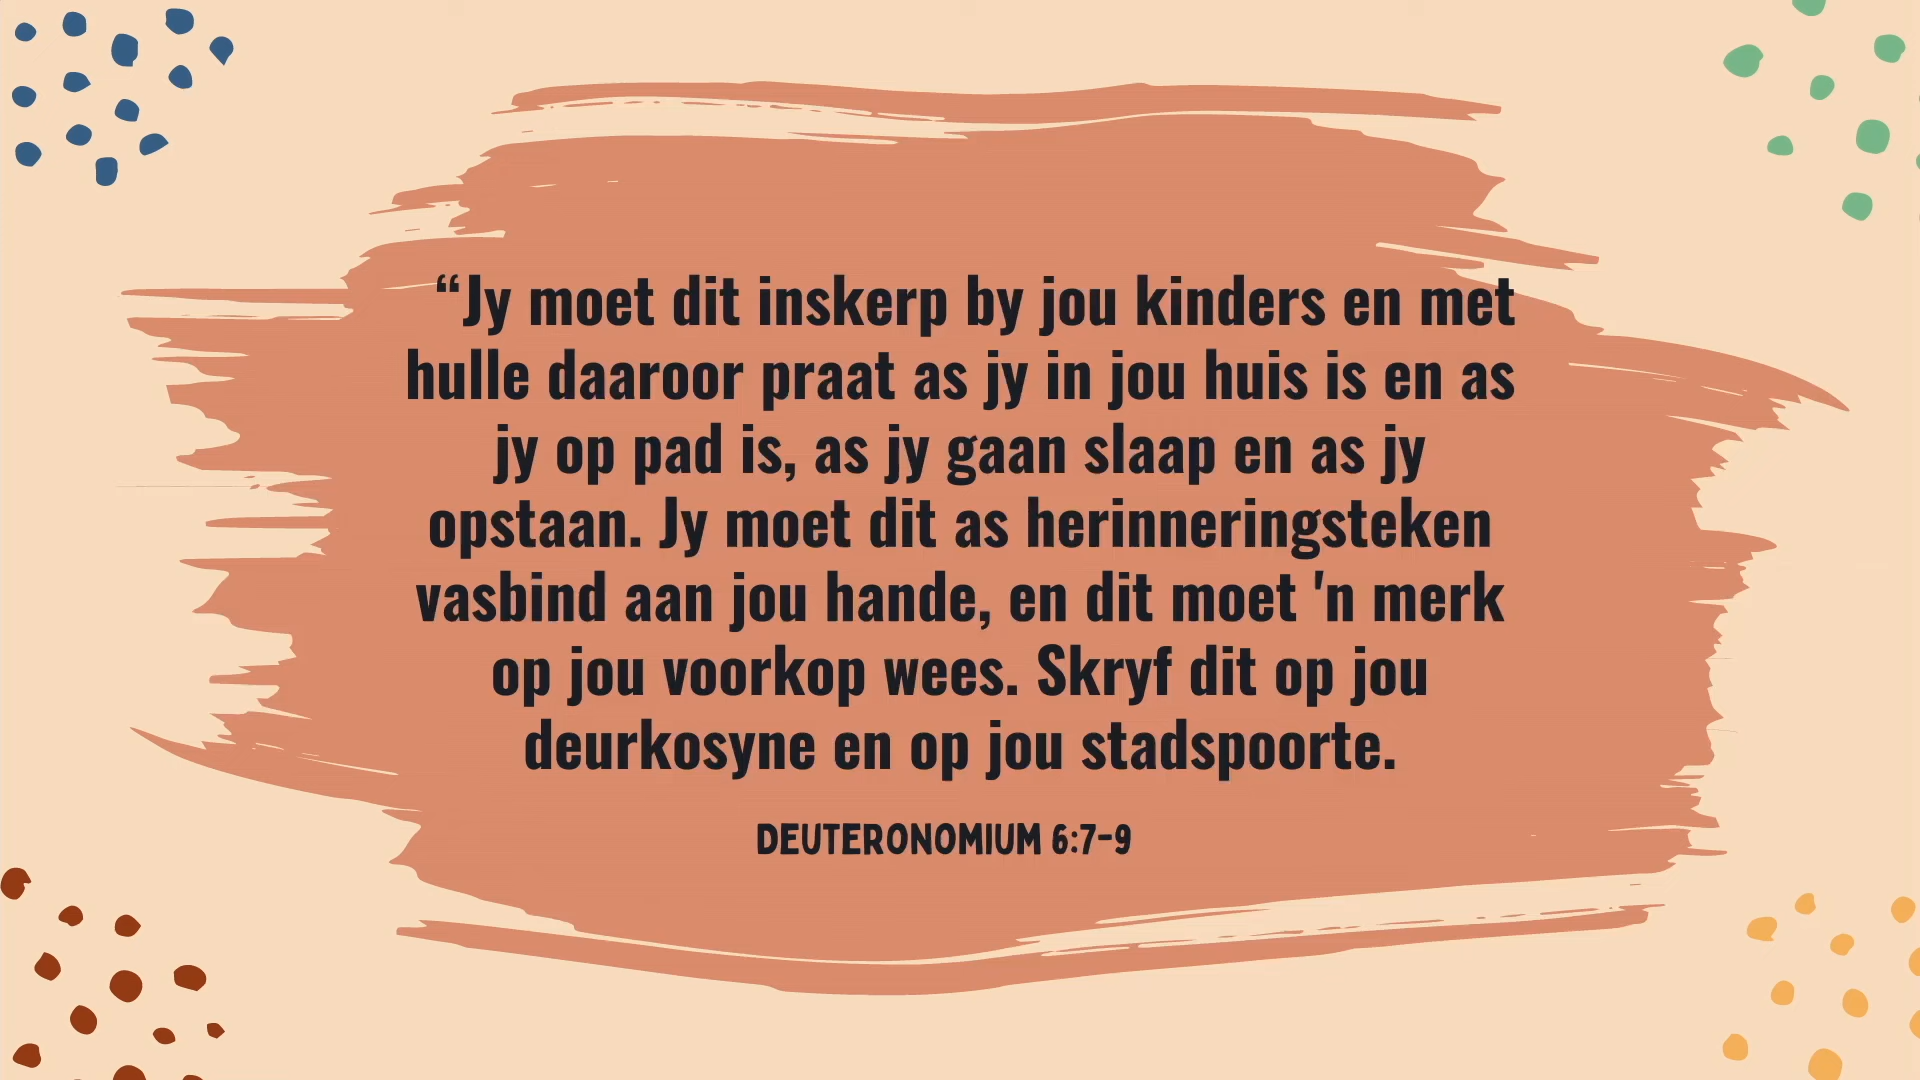 “Jy moet dit inskerp by jou kinders en met
hulle daaroor praat as jy in jou huis is en as
jy op pad is, as jy gaan slaap en as jy
opstaan. Jy moet dit as herinneringsteken
vasbind aan jou hande, en dit moet 'n merk
op jou voorkop wees. Skryf dit op jou
deurkosyne en op jou stadspoorte.
DEUTERONOMIUM 6:7-9